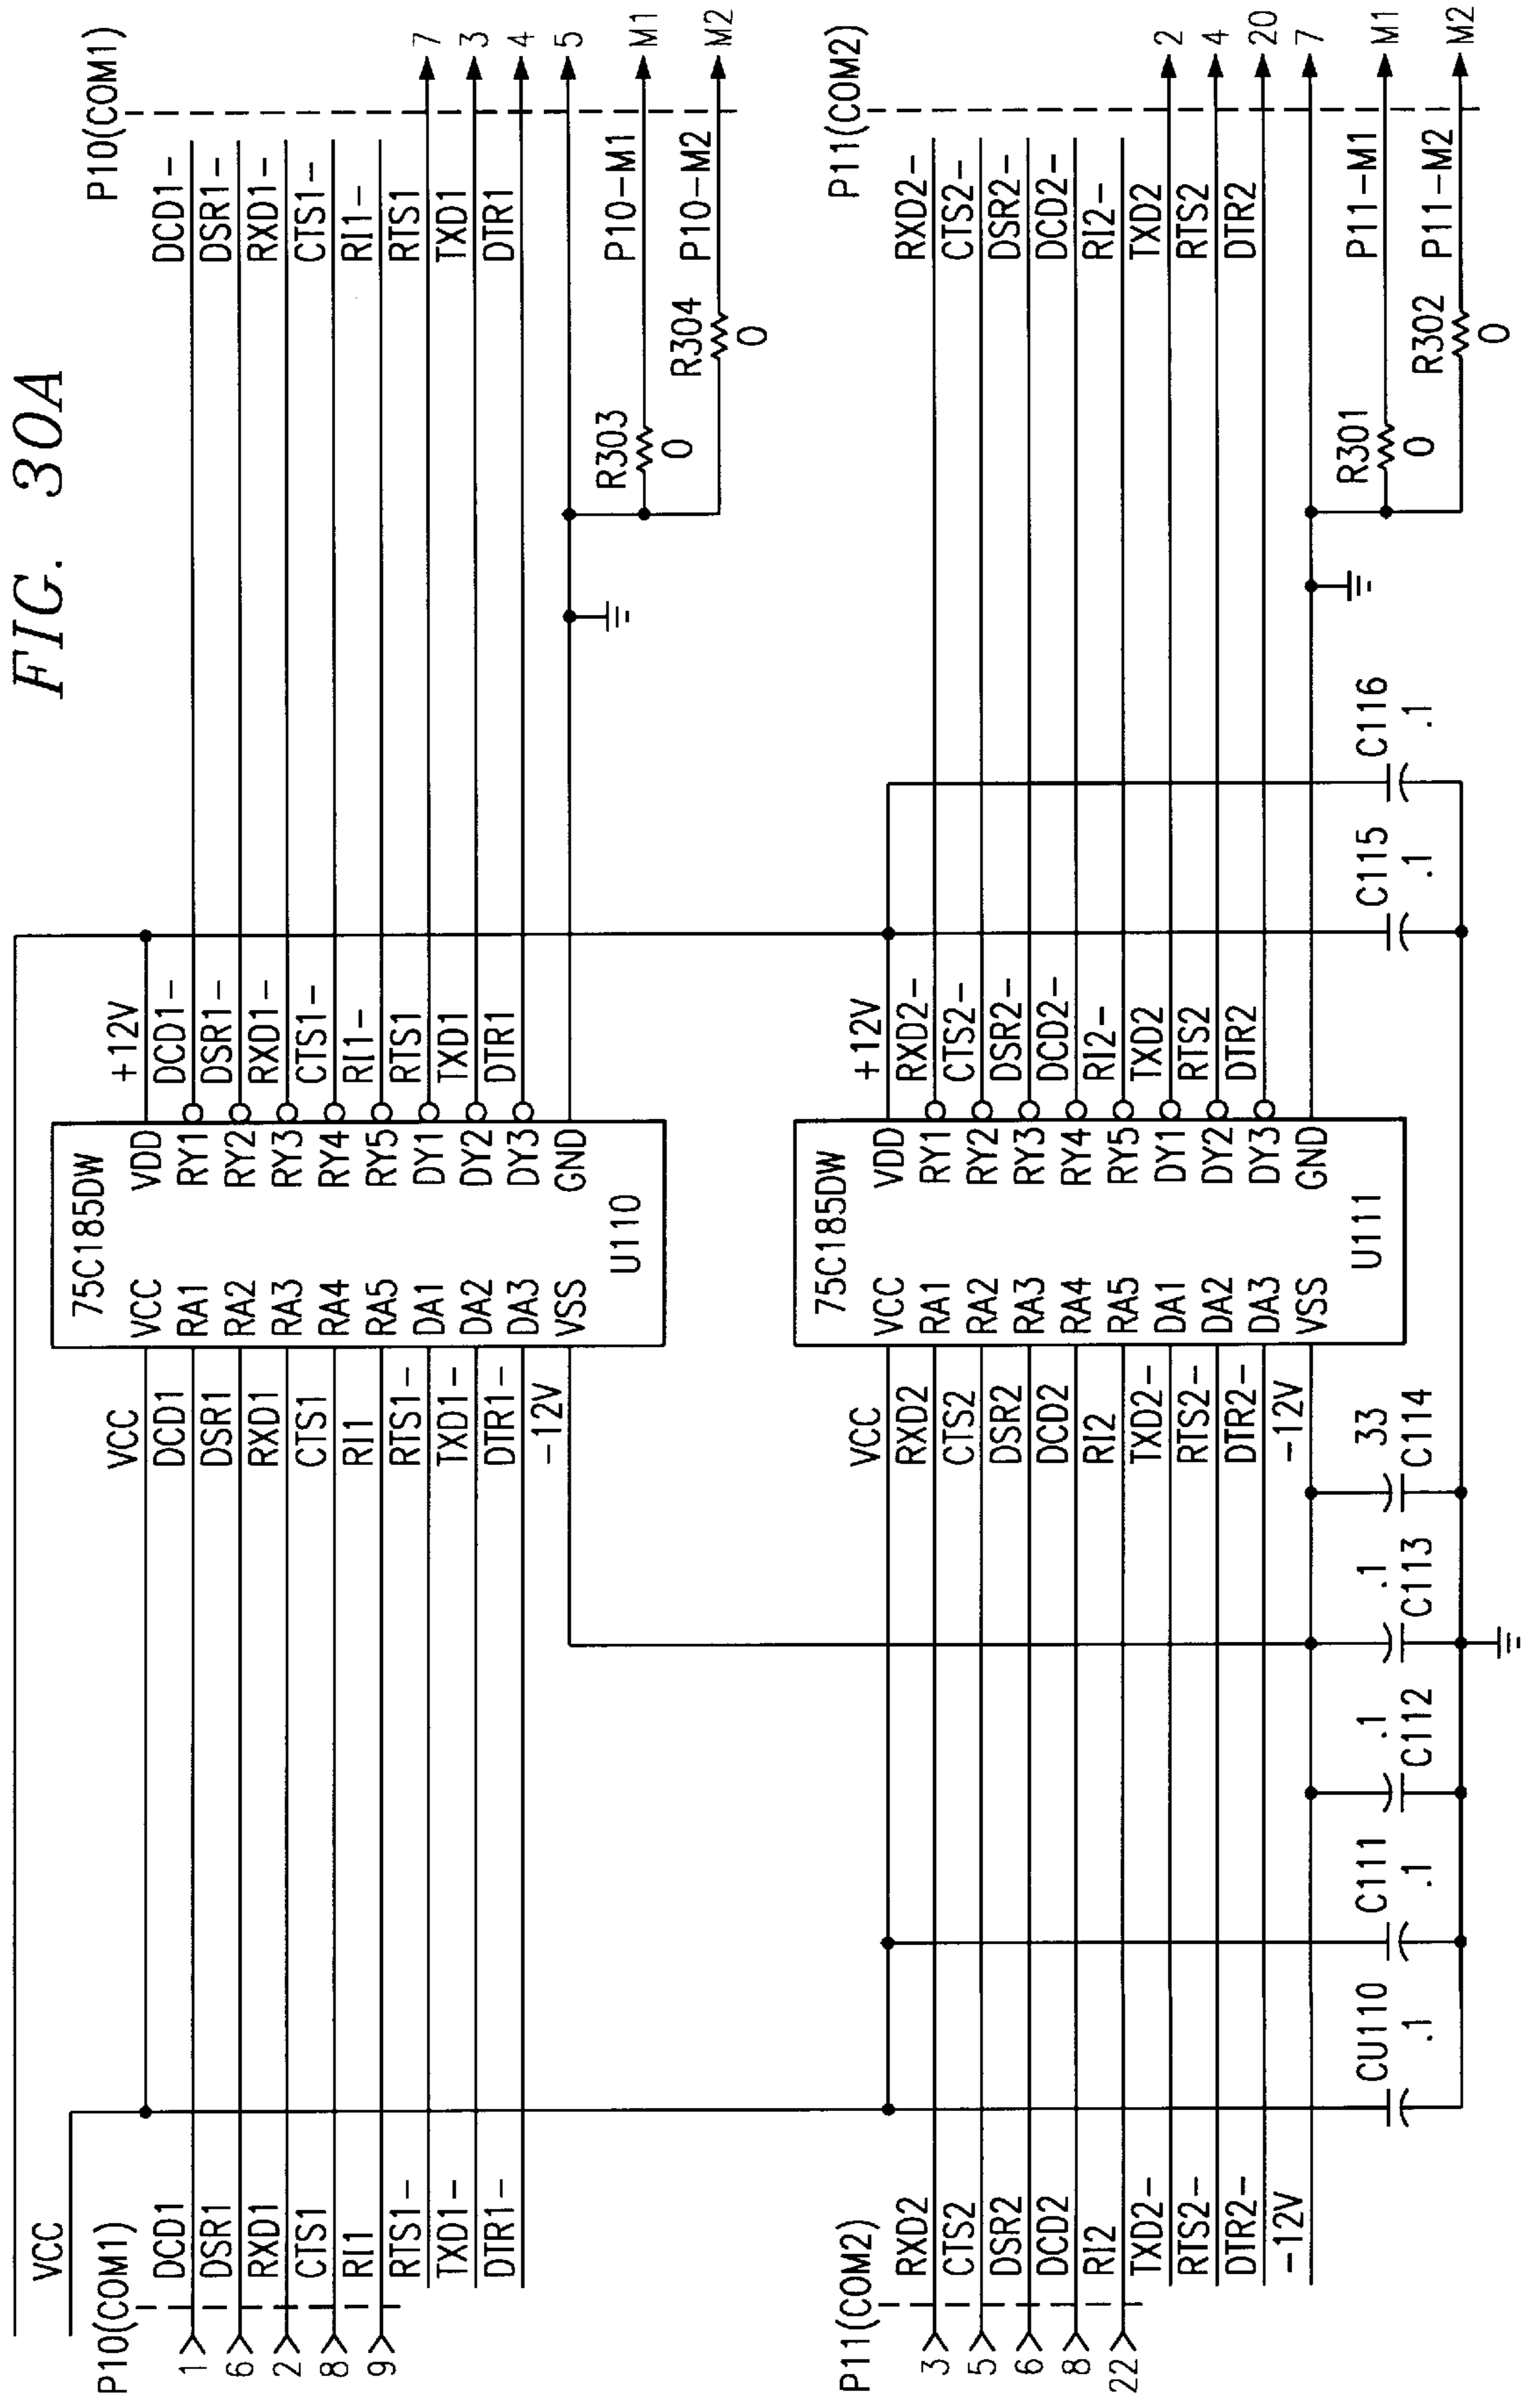 FIG. 30A
VCC
P10(COM1)
1 DCD1
6 DSR1
2 RXD1
8 CTS1
9 RI1
RTS1-
TXD1-
DTR1-
VCC
DCD1
DSR1
RXD1
CTS1
RI1
RTS1-
TXD1-
DTR1-
-12V
75C185DW
VCC VDD
RA1 RY1
RA2 RY2
RA3 RY3
RA4 RY4
RA5 RY5
DA1 DY1
DA2 DY2
DA3 DY3
VSS GND
U110
+12V
DCD1-
DSR1-
RXD1-
CTS1-
RI1-
RTS1
TXD1
DTR1
P10(COM1)
DCD1-
DSR1-
RXD1-
CTS1-
RI1-
RTS1 7
TXD1 3
DTR1 4
5
R303
0
P10-M1 M1
R304
0
P10-M2 M2
P11(COM2)
3 RXD2
5 CTS2
6 DSR2
8 DCD2
22 RI2
TXD2-
RTS2-
DTR2-
-12V
VCC
RXD2
CTS2
DSR2
DCD2
RI2
TXD2-
RTS2-
DTR2-
-12V
75C185DW
VCC VDD
RA1 RY1
RA2 RY2
RA3 RY3
RA4 RY4
RA5 RY5
DA1 DY1
DA2 DY2
DA3 DY3
VSS GND
U111
+12V
RXD2-
CTS2-
DSR2-
DCD2-
RI2-
TXD2
RTS2
DTR2
P11(COM2)
RXD2-
CTS2-
DSR2-
DCD2-
RI2-
TXD2 2
RTS2 4
DTR2 20
7
R301
0
P11-M1 M1
R302
0
P11-M2 M2
CU110
.1
C111
.1
.1
C112
.1
C113
33
C114
C115
.1
C116
.1